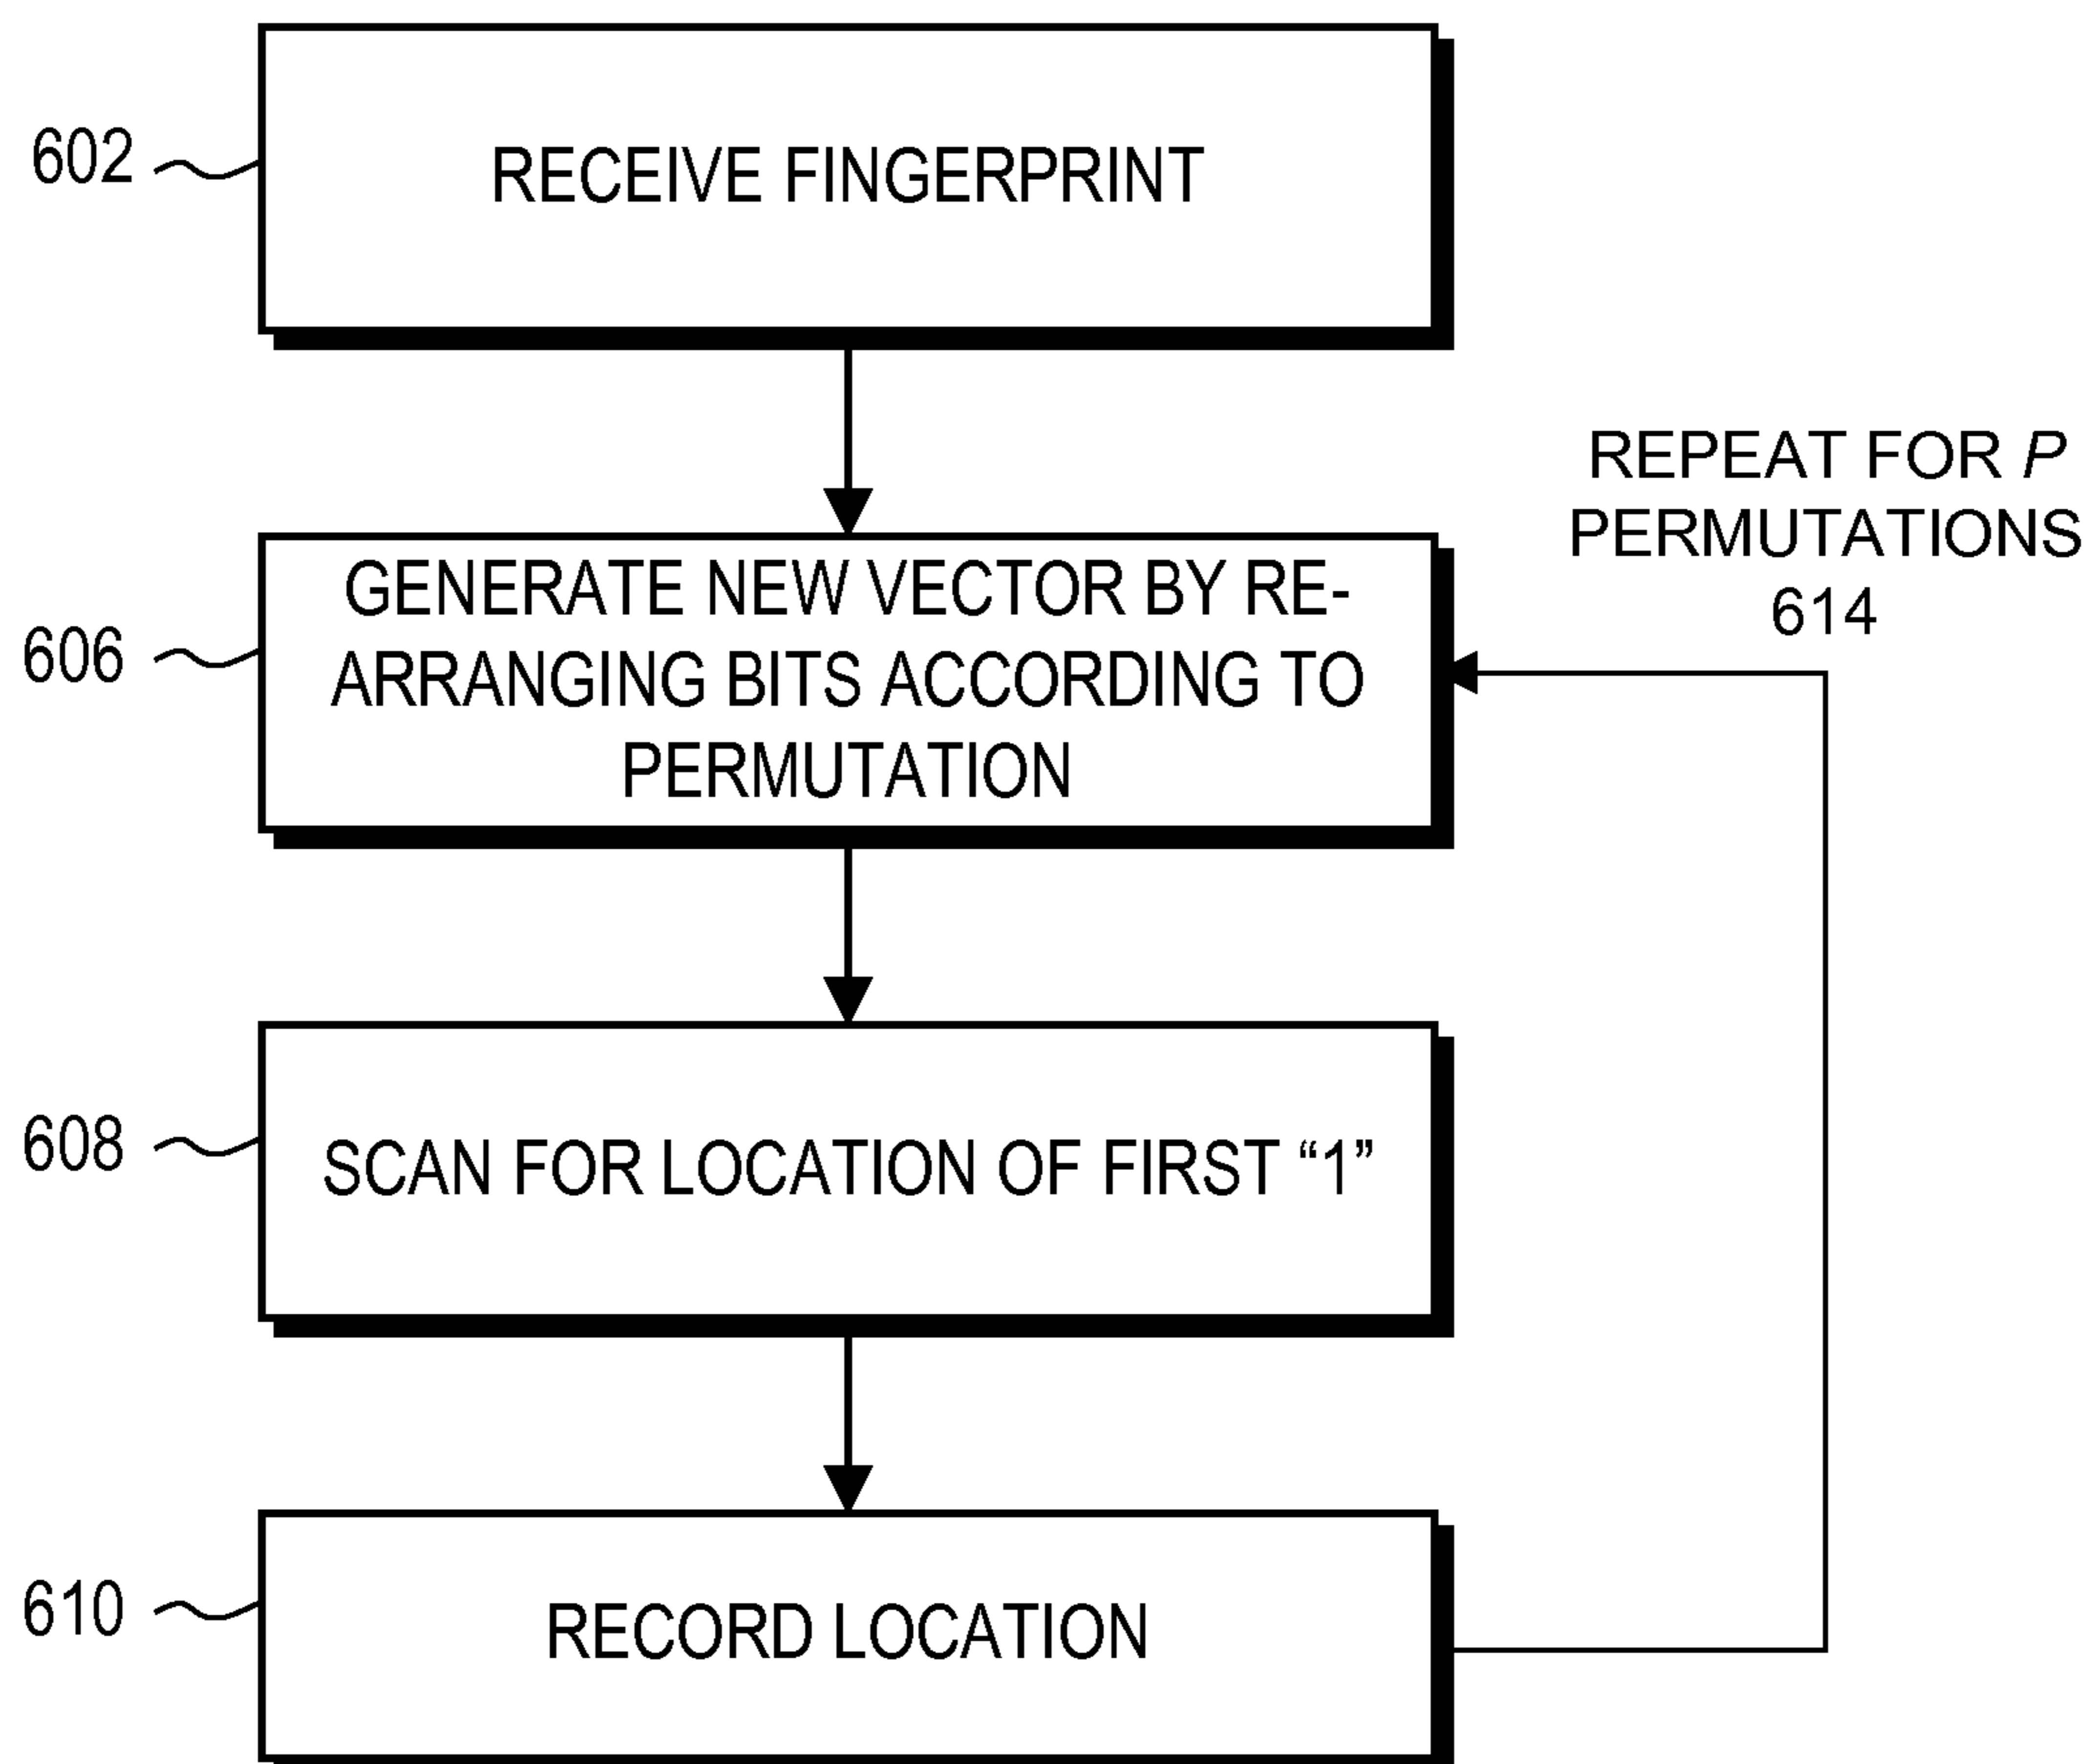 602
RECEIVE FINGERPRINT
REPEAT FOR P
PERMUTATIONS
614
606
GENERATE NEW VECTOR BY RE-
ARRANGING BITS ACCORDING TO
PERMUTATION
608
SCAN FOR LOCATION OF FIRST “1”
610
RECORD LOCATION